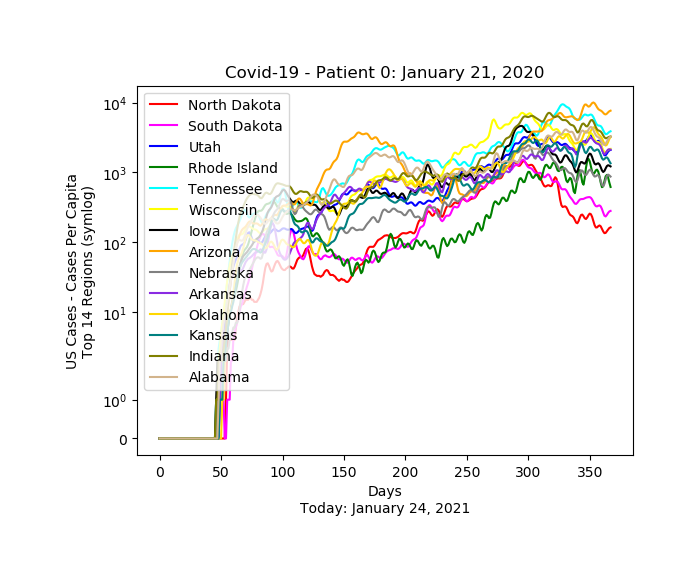 Covid-19 - Patient 0: January 21, 2020
US Cases - Cases Per Capita
Top 14 Regions (symlog)
10^4
10^3
10^2
10^1
10^0
0
North Dakota
South Dakota
Utah
Rhode Island
Tennessee
Wisconsin
Iowa
Arizona
Nebraska
Arkansas
Oklahoma
Kansas
Indiana
Alabama
0 50 100 150 200 250 300 350
Days
Today: January 24, 2021